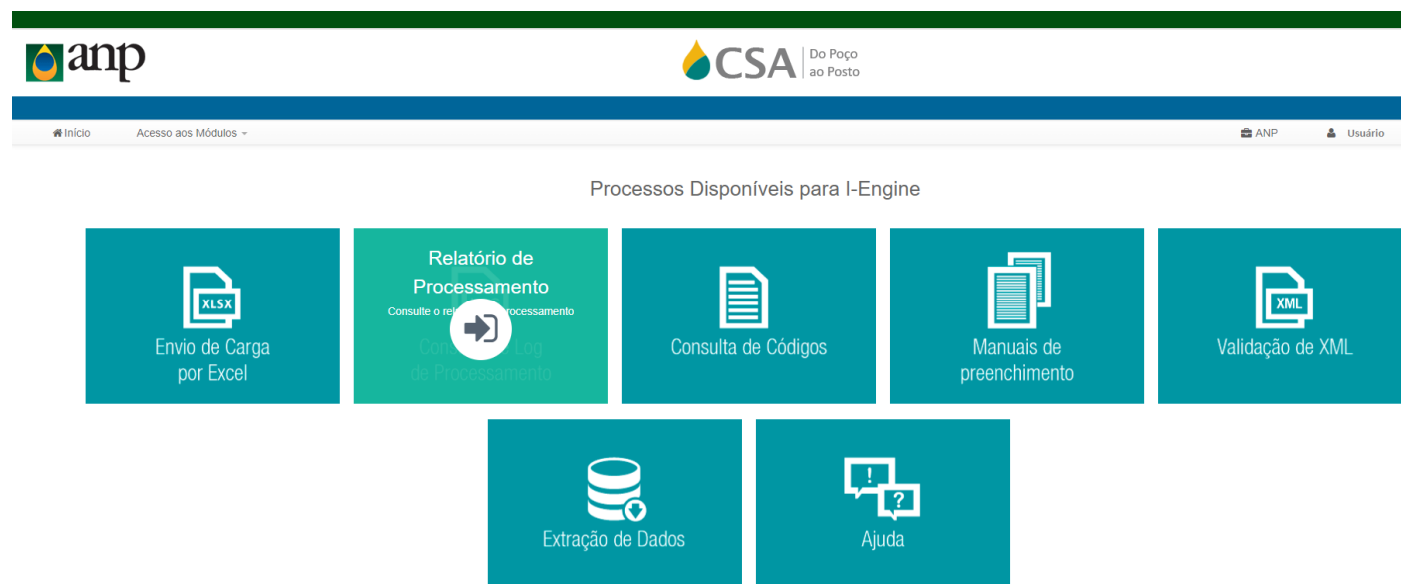 anp
CSA Do Poço
ao Posto
Início Acesso aos Módulos ANP Usuário
Processos Disponíveis para I-Engine
XLSX
Envio de Carga
por Excel
Relatório de
Processamento
Consulte o processamento
Log
de Processamento
Consulta de Códigos
Manuais de
preenchimento
XML
Validação de XML
Extração de Dados
! ?
Ajuda